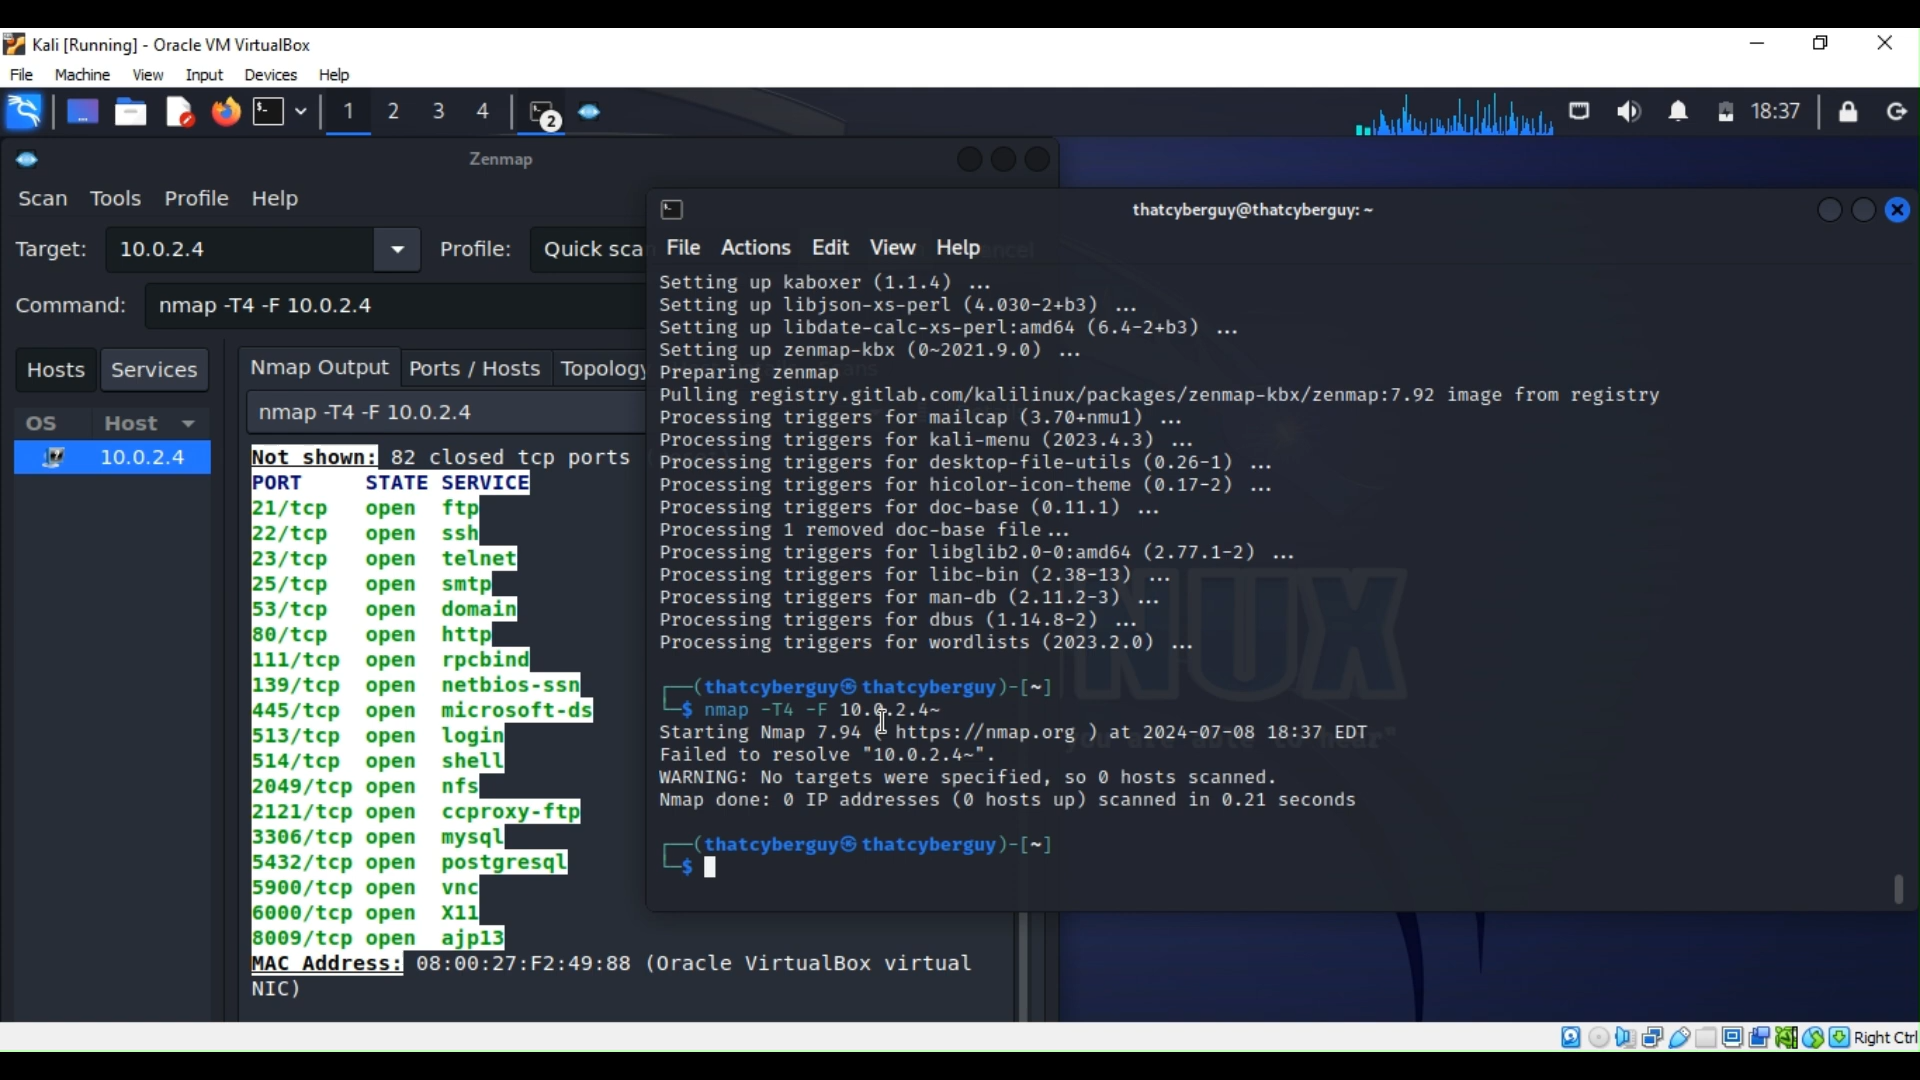 Kali [Running] - Oracle VM VirtualBox
File Machine View Input Devices Help
1 2 3 4 2 18:37
Zenmap
Scan Tools Profile Help
Target: 10.0.2.4 Profile: Quick scan
Command: nmap -T4 -F 10.0.2.4
Hosts Services
Nmap Output Ports / Hosts Topology
OS Host
nmap -T4 -F 10.0.2.4
10.0.2.4
Not shown: 82 closed tcp ports
PORT STATE SERVICE
21/tcp open ftp
22/tcp open ssh
23/tcp open telnet
25/tcp open smtp
53/tcp open domain
80/tcp open http
111/tcp open rpcbind
139/tcp open netbios-ssn
445/tcp open microsoft-ds
513/tcp open login
514/tcp open shell
2049/tcp open nfs
2121/tcp open ccproxy-ftp
3306/tcp open mysql
5432/tcp open postgresql
5900/tcp open vnc
6000/tcp open X11
8009/tcp open ajp13
MAC Address: 08:00:27:F2:49:88 (Oracle VirtualBox virtual
NIC)
thatcyberguy@thatcyberguy: ~
File Actions Edit View Help
Setting up kaboxer (1.1.4) ...
Setting up libjson-xs-perl (4.030-2+b3) ...
Setting up libdate-calc-xs-perl:amd64 (6.4-2+b3) ...
Setting up zenmap-kbx (0~2021.9.0) ...
Preparing zenmap
Pulling registry.gitlab.com/kalilinux/packages/zenmap-kbx/zenmap:7.92 image from registry
Processing triggers for mailcap (3.70+nmu1) ...
Processing triggers for kali-menu (2023.4.3) ...
Processing triggers for desktop-file-utils (0.26-1) ...
Processing triggers for hicolor-icon-theme (0.17-2) ...
Processing triggers for doc-base (0.11.1) ...
Processing 1 removed doc-base file...
Processing triggers for libglib2.0-0:amd64 (2.77.1-2) ...
Processing triggers for libc-bin (2.38-13) ...
Processing triggers for man-db (2.11.2-3) ...
Processing triggers for dbus (1.14.8-2) ...
Processing triggers for wordlists (2023.2.0) ...
(thatcyberguy㉿thatcyberguy)-[~]
$ nmap -T4 -F 10.0.2.4~
Starting Nmap 7.94 ( https://nmap.org ) at 2024-07-08 18:37 EDT
Failed to resolve "10.0.2.4~".
WARNING: No targets were specified, so 0 hosts scanned.
Nmap done: 0 IP addresses (0 hosts up) scanned in 0.21 seconds
(thatcyberguy㉿thatcyberguy)-[~]
$
NUX
Right Ctrl